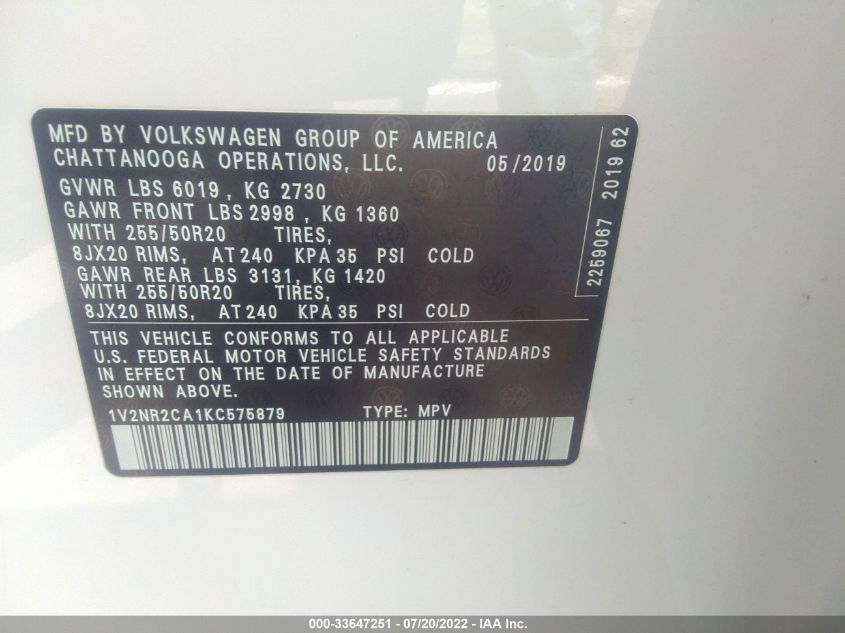 MFD BY VOLKSWAGEN GROUP OF AMERICA
CHATTANOOGA OPERATIONS, LLC. 05/2019
GVWR LBS 6019 , KG 2730
GAWR FRONT LBS 2998 , KG 1360
WITH 255/50R20 TIRES,
8JX20 RIMS, AT 240 KPA 35 PSI COLD
GAWR REAR LBS 3131, KG 1420
WITH 255/50R20 TIRES,
8JX20 RIMS, AT 240 KPA 35 PSI COLD
THIS VEHICLE CONFORMS TO ALL APPLICABLE
U.S. FEDERAL MOTOR VEHICLE SAFETY STANDARDS
IN EFFECT ON THE DATE OF MANUFACTURE
SHOWN ABOVE.
1V2NR2CA1KC575879 TYPE: MPV
2259067 2019 62
000-33647251 - 07/20/2022 - IAA Inc.